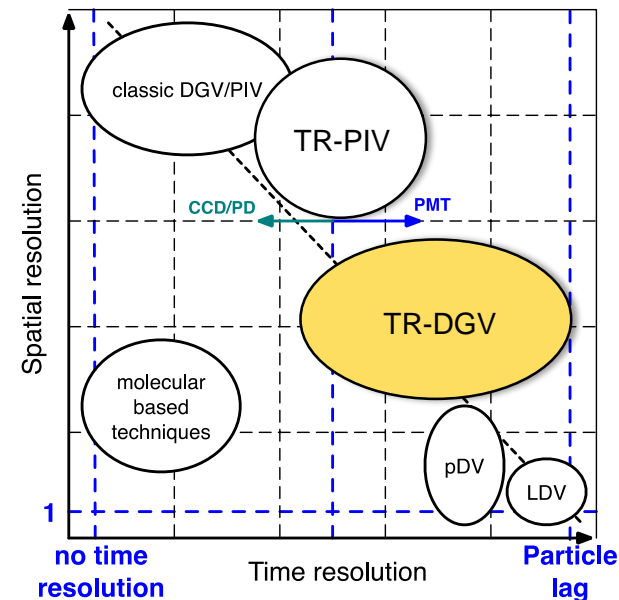 classic DGV/PIV
TR-PIV
CCD/PD
PMT
Spatial resolution
TR-DGV
molecular
based
techniques
pDV
LDV
1
no time
resolution
Time resolution
Particle
lag